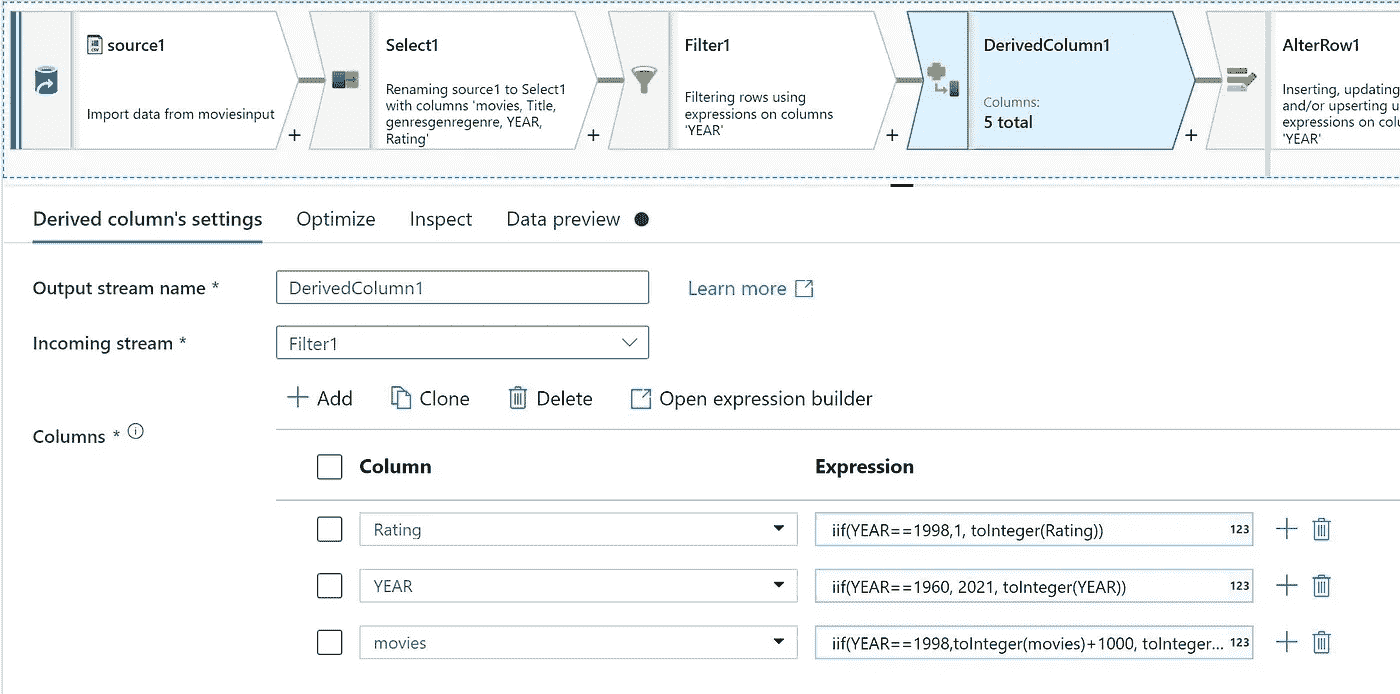 source1
Import data from moviesinput
+
Select1
Renaming source1 to Select1
with columns 'movies, Title,
genresgenregenre, YEAR,
Rating'
+
Filter1
Filtering rows using
expressions on columns
'YEAR'
+
DerivedColumn1
Columns:
5 total
+
AlterRow1
Inserting, updating
and/or upserting u
expressions on colu
'YEAR'
Derived column's settings Optimize Inspect Data preview
Output stream name * DerivedColumn1 Learn more
Incoming stream * Filter1
+ Add Clone Delete Open expression builder
Columns *
Column Expression
Rating iif(YEAR==1998,1, toInteger(Rating)) 123 +
YEAR iif(YEAR==1960, 2021, toInteger(YEAR)) 123 +
movies iif(YEAR==1998,toInteger(movies)+1000, toInteger... 123 +